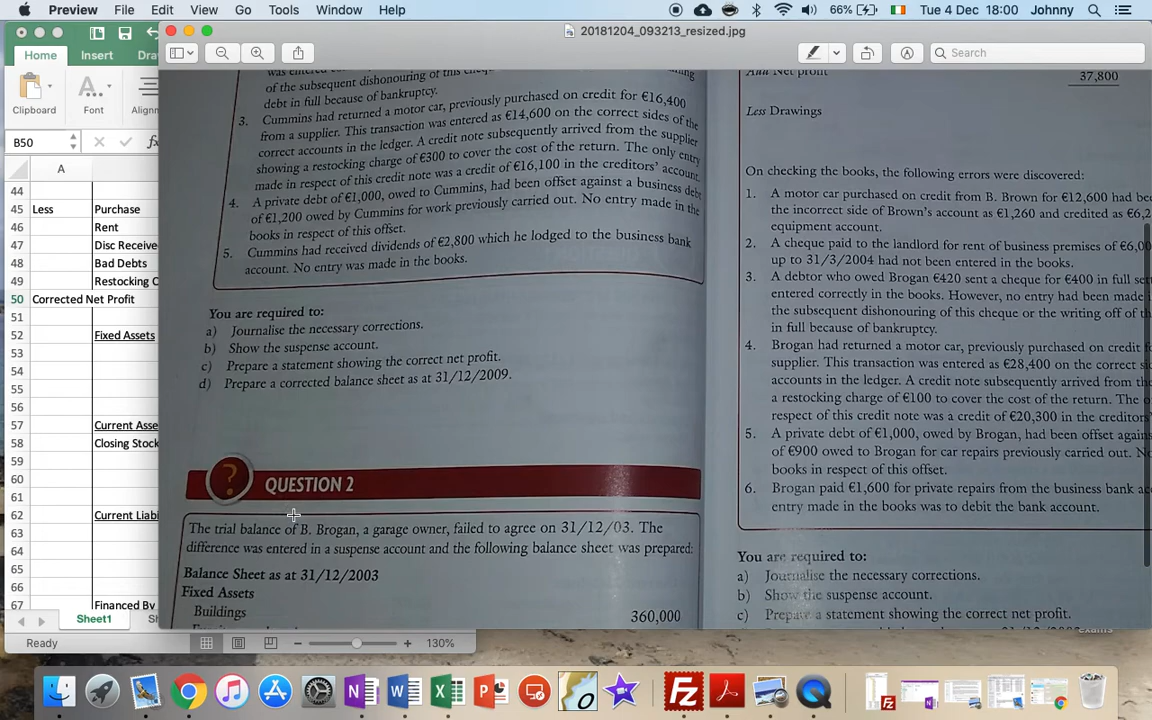 Preview File Edit View Go Tools Window Help 66% Tue 4 Dec 18:00 Johnny
20181204_093213_resized.jpg
Search
Home Insert
Clipboard Font
B50
A
44
45 Less Purchase
46 Rent
47 Disc Receive
48 Bad Debts
49 Restocking C
50 Corrected Net Profit
51
52 Fixed Assets
53
54
55
56
57 Current Asse
58 Closing Stock
59
60
61
62 Current Liabi
63
64
65
66
67 Financed By
Sheet1
Ready 130%
of the subsequent dishonouring of this
debt in full because of bankruptcy.
3. Cummins had returned a motor car, previously purchased on credit for €16,400
from a supplier. This transaction was entered as €14,600 on the correct sides of the
correct accounts in the ledger. A credit note subsequently arrived from the supplier
showing a restocking charge of €300 to cover the cost of the return. The only entry
made in respect of this credit note was a credit of €16,100 in the creditors' account.
4. A private debt of €1,000, owed to Cummins, had been offset against a business debt
of €1,200 owed by Cummins for work previously carried out. No entry made in the
books in respect of this offset.
5. Cummins had received dividends of €2,800 which he lodged to the business bank
account. No entry was made in the books.
You are required to:
a) Journalise the necessary corrections.
b) Show the suspense account.
c) Prepare a statement showing the correct net profit.
d) Prepare a corrected balance sheet as at 31/12/2009.
? QUESTION 2
The trial balance of B. Brogan, a garage owner, failed to agree on 31/12/03. The
difference was entered in a suspense account and the following balance sheet was prepared:
Balance Sheet as at 31/12/2003
Fixed Assets
Buildings 360,000
Net profit 37,800
Less Drawings
On checking the books, the following errors were discovered:
1. A motor car purchased on credit from B. Brown for €12,600 had bee
the incorrect side of Brown's account as €1,260 and credited as €6,2
equipment account.
2. A cheque paid to the landlord for rent of business premises of €6,00
up to 31/3/2004 had not been entered in the books.
3. A debtor who owed Brogan €420 sent a cheque for €400 in full set
entered correctly in the books. However, no entry had been made
the subsequent dishonouring of this cheque or the writing off of t
in full because of bankruptcy.
4. Brogan had returned a motor car, previously purchased on credit f
supplier. This transaction was entered as €28,400 on the correct si
accounts in the ledger. A credit note subsequently arrived from th
a restocking charge of €100 to cover the cost of the return. The o
respect of this credit note was a credit of €20,300 in the creditors'
5. A private debt of €1,000, owed by Brogan, had been offset again
of €900 owed by Brogan for car repairs previously carried out. N
books in respect of this offset.
6. Brogan paid €1,600 for private repairs from the business bank a
entry made in the books was to debit the bank account.
You are required to:
a) Journalise the necessary corrections.
b) Show the suspense account.
c) Prepare a statement showing the correct net profit.